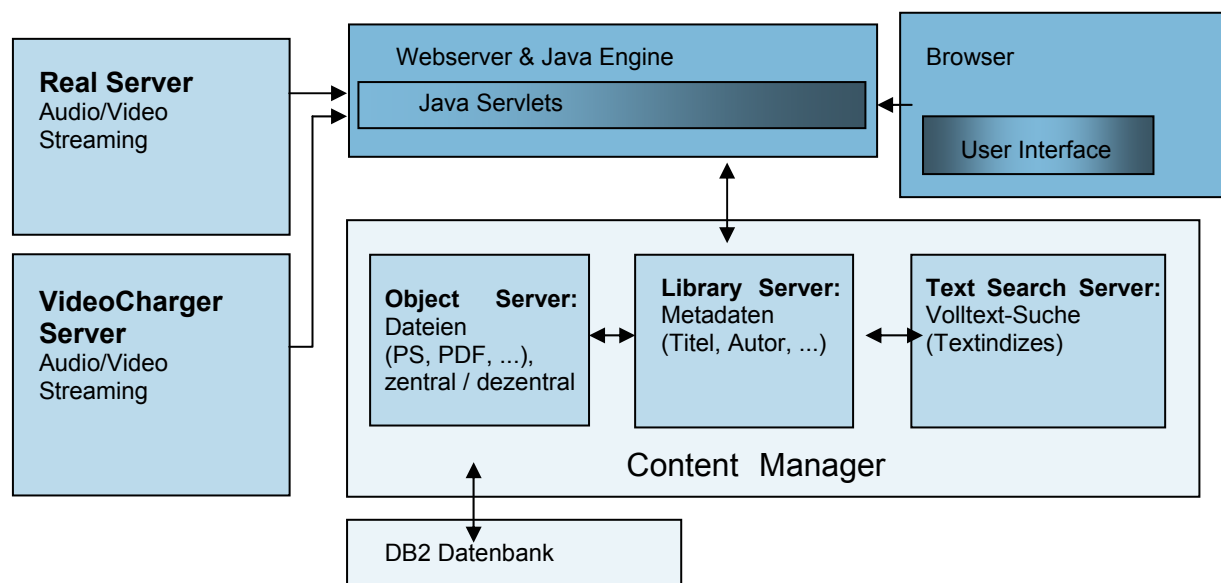 Real Server
Audio/Video
Streaming
VideoCharger
Server
Audio/Video
Streaming
Webserver & Java Engine
Java Servlets
Browser
User Interface
Object Server:
Dateien
(PS, PDF, ...),
zentral / dezentral
Library Server:
Metadaten
(Titel, Autor, ...)
Text Search Server:
Volltext-Suche
(Textindizes)
Content Manager
DB2 Datenbank